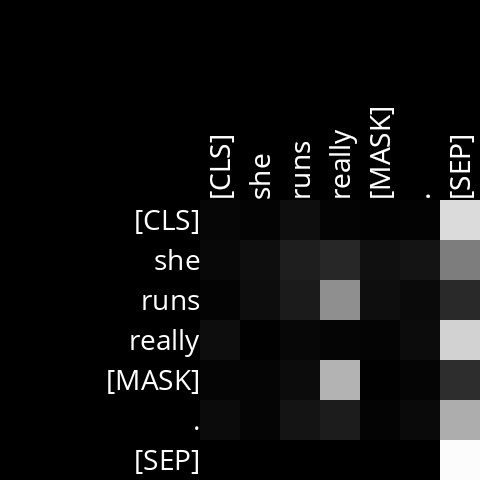 [CLS] she runs really [MASK] . [SEP]
[CLS]
she
runs
really
[MASK]
.
[SEP]